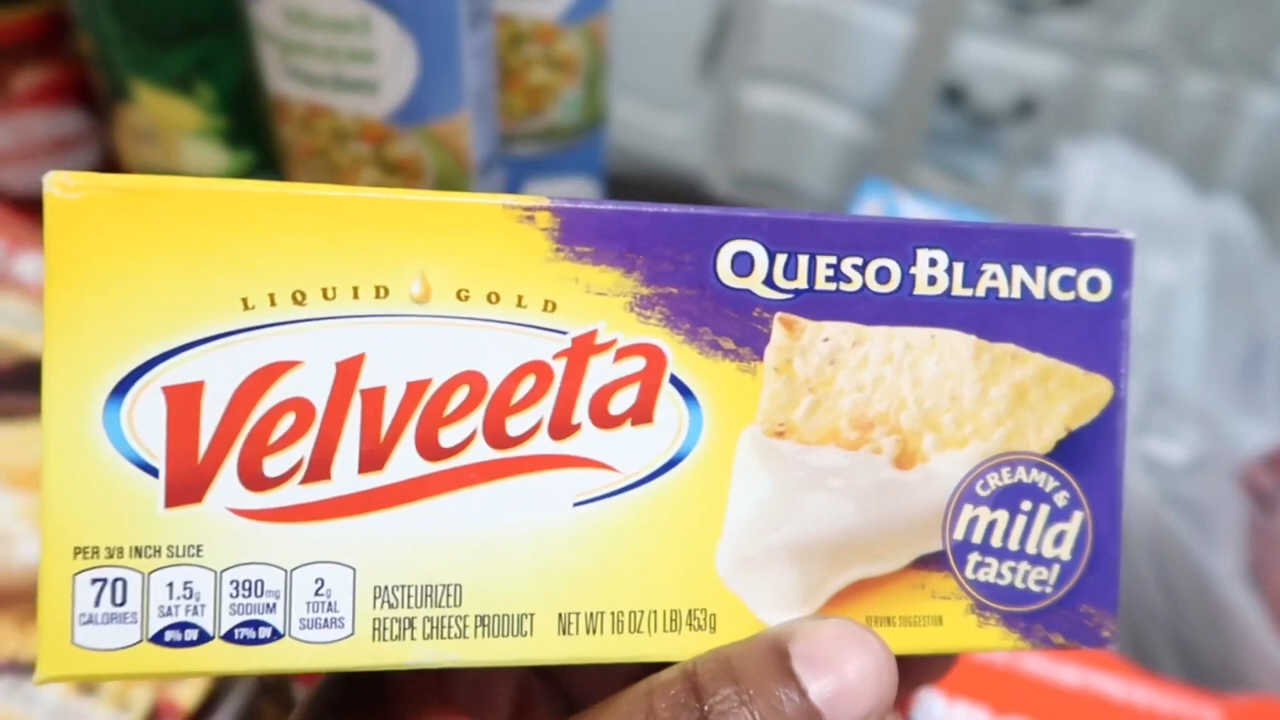 LIQUID GOLD
Velveeta
QUESO BLANCO
CREAMY &
mild
taste!
PER 3/8 INCH SLICE
70
CALORIES
1.5g
SAT FAT
8% DV
390mg
SODIUM
17% DV
2g
TOTAL
SUGARS
PASTEURIZED
RECIPE CHEESE PRODUCT
NET WT 16 OZ (1 LB) 453g
SERVING SUGGESTION